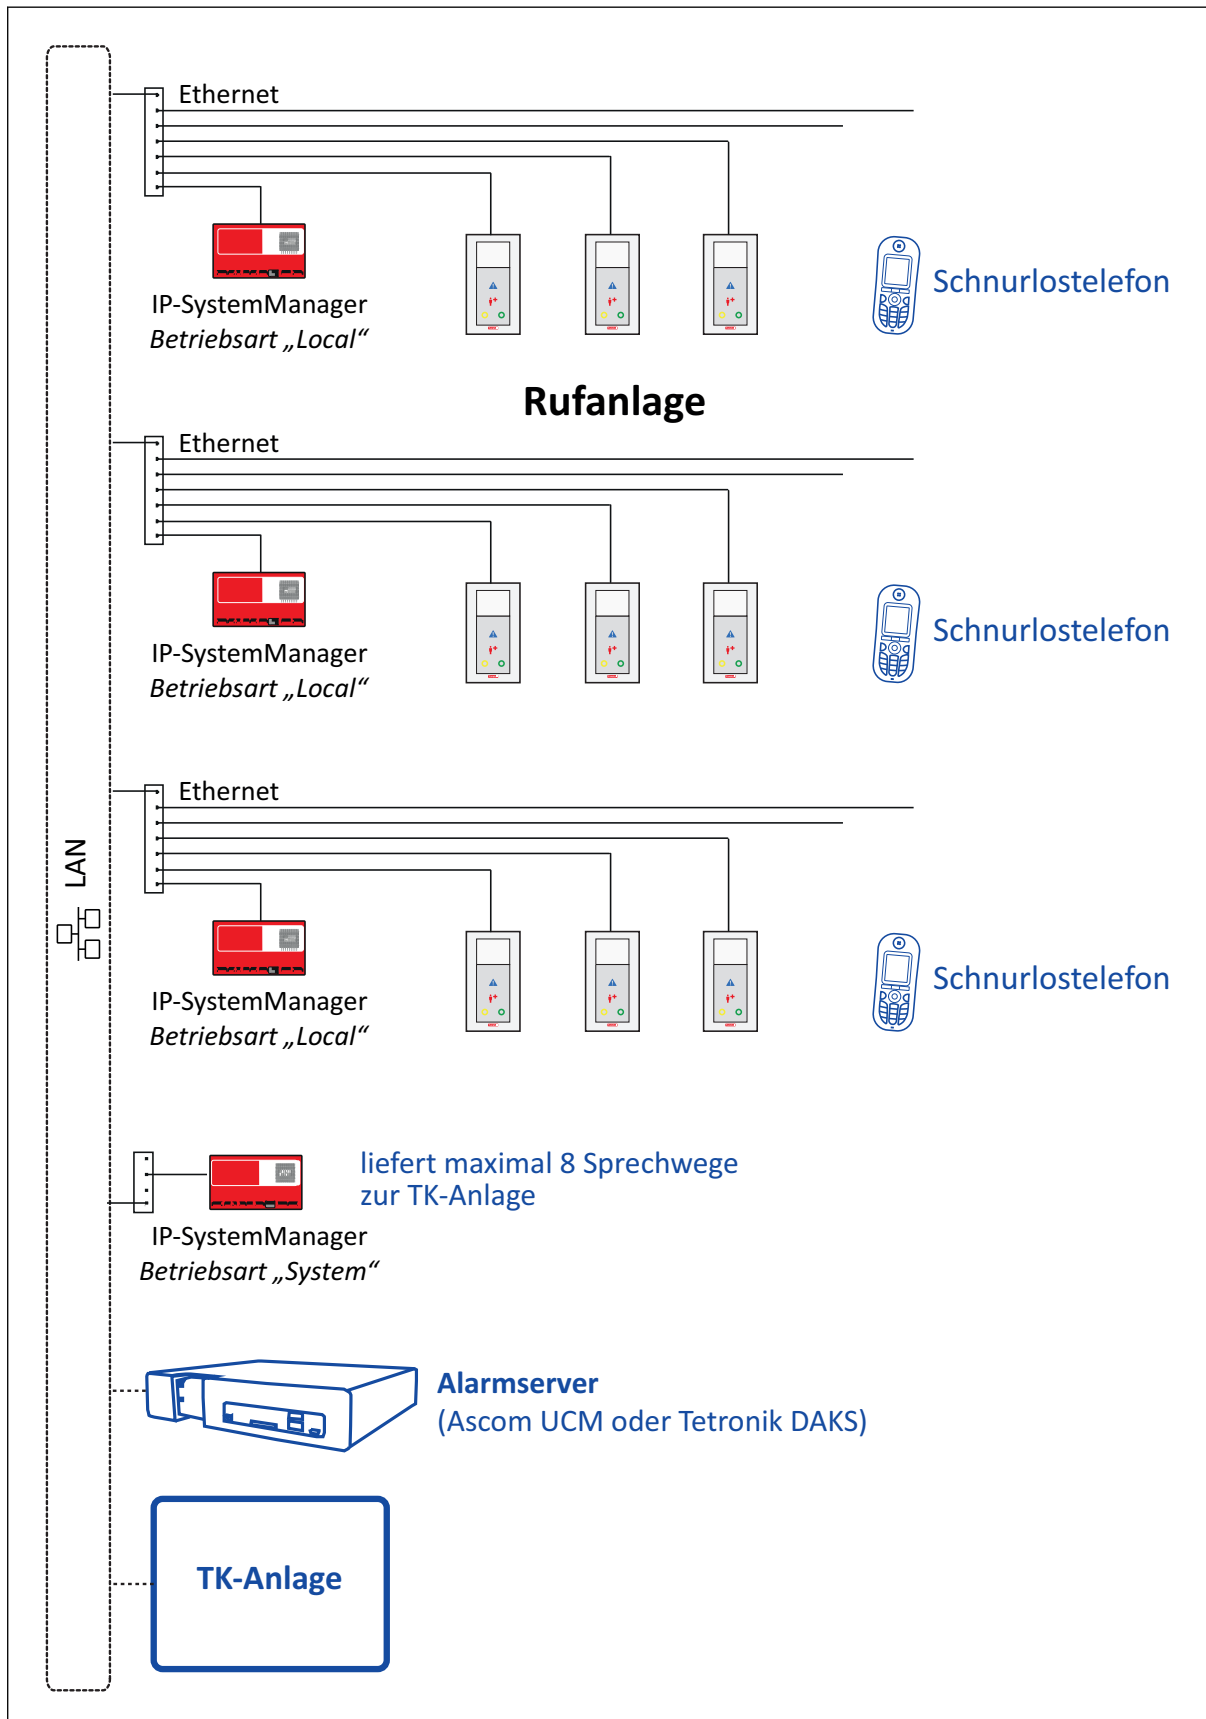 Ethernet
IP-SystemManager
Betriebsart „Local“
Schnurlostelefon
Rufanlage
Ethernet
IP-SystemManager
Betriebsart „Local“
Schnurlostelefon
LAN
Ethernet
IP-SystemManager
Betriebsart „Local“
Schnurlostelefon
liefert maximal 8 Sprechwege
zur TK-Anlage
IP-SystemManager
Betriebsart „System“
Alarmserver
(Ascom UCM oder Tetronik DAKS)
TK-Anlage